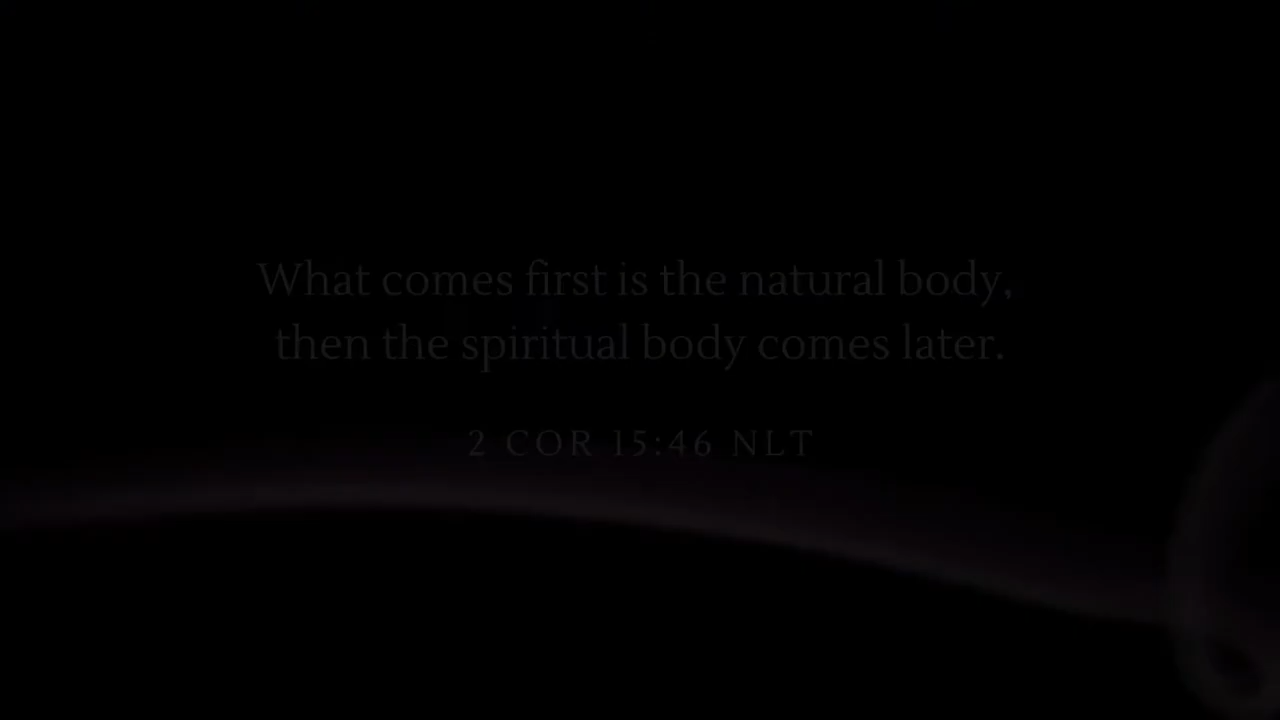 What comes first is the natural body,
then the spiritual body comes later.
2 COR 15:46 NLT